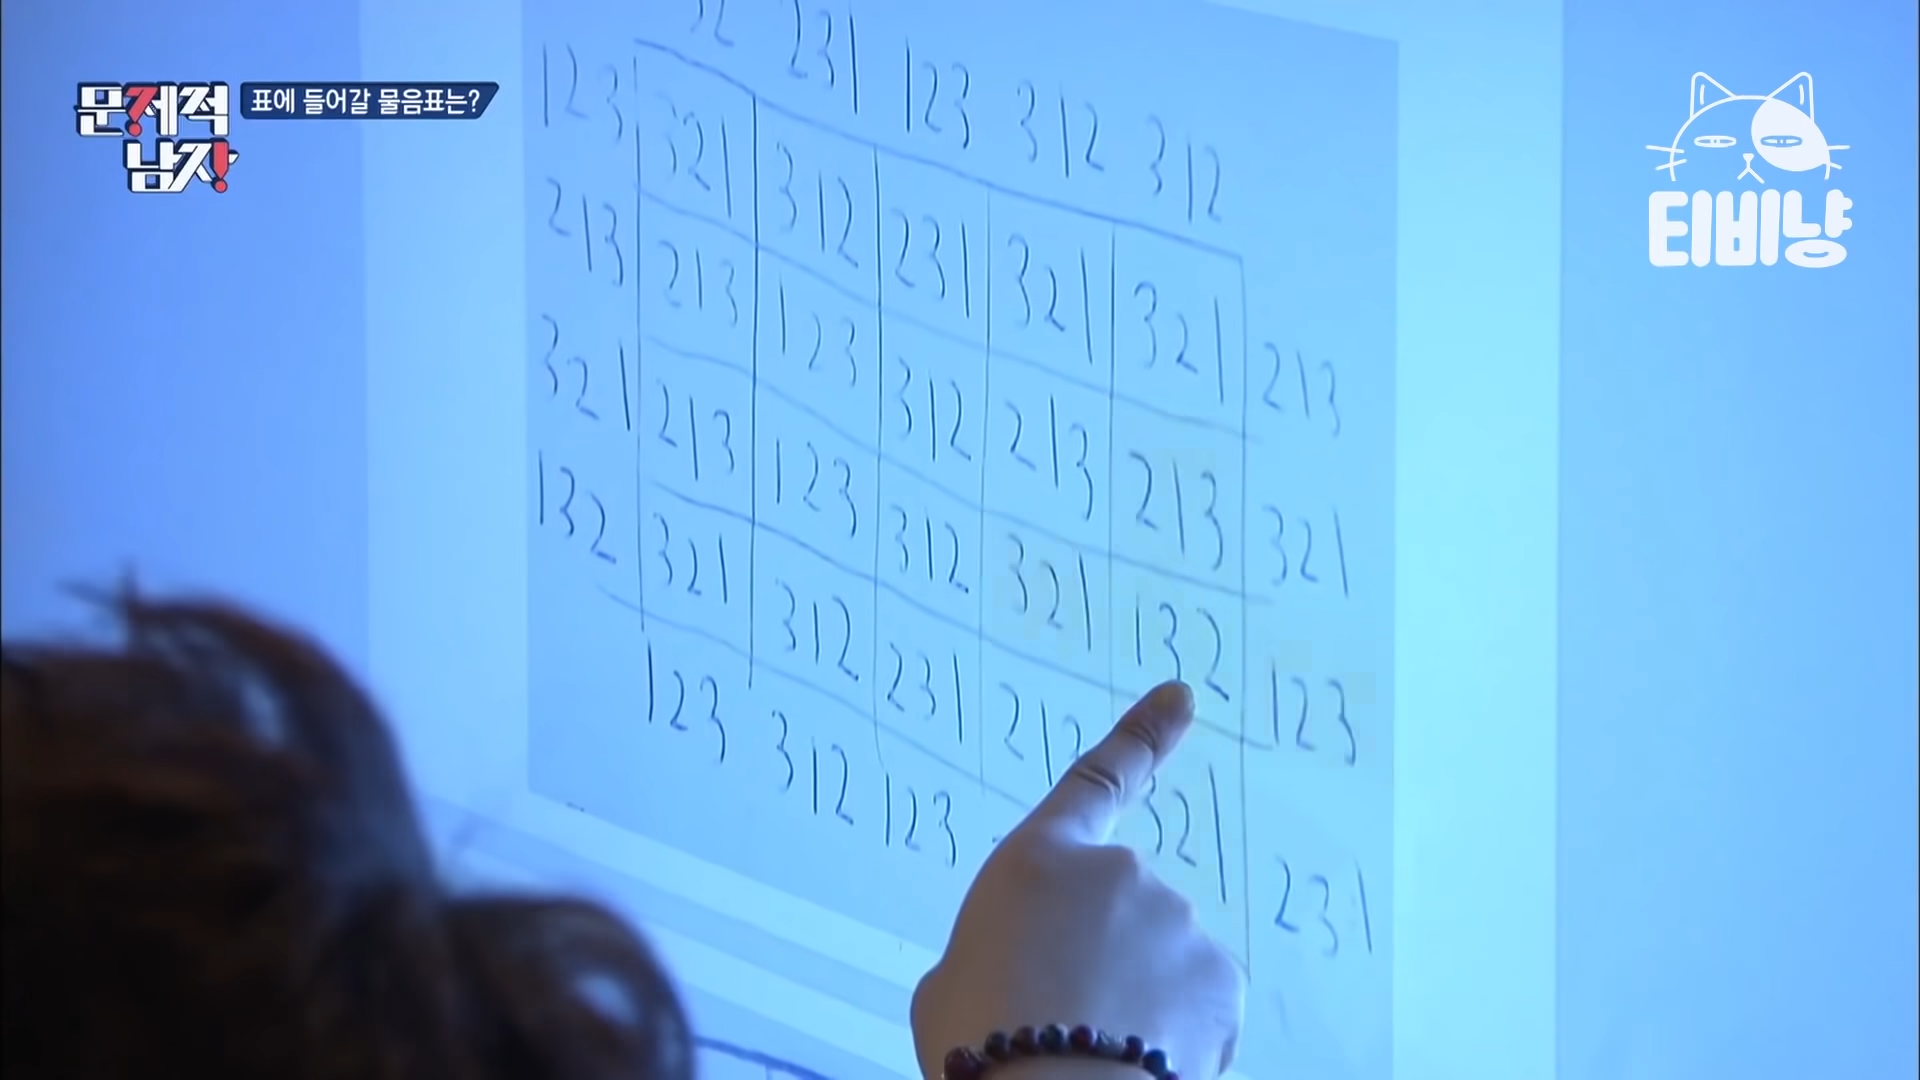 문제적
남자
표에 들어갈 물음표는?
티비냥
231 123 312 312
123 321 312 231 321 321 213
213 213 123 312 213 213 321
321 213 123 312 321 132 123
132 321 312 231 321 231
123 312 123